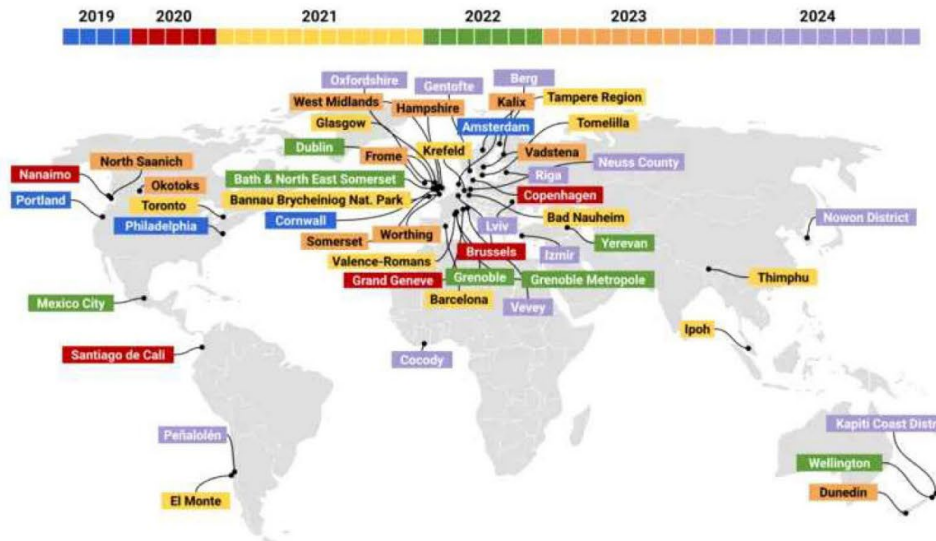 2019 2020 2021 2022 2023 2024
Oxfordshire
Gentofte
Berg
West Midlands
Hampshire
Kalix
Tampere Region
Glasgow
Amsterdam
Tomelilla
Dublin
Krefeld
Frome
Vadstena
North Saanich
Neuss County
Nanaimo
Okotoks
Bath & North East Somerset
Riga
Portland
Toronto
Bannau Brycheiniog Nat. Park
Copenhagen
Philadelphia
Cornwall
Lviv
Bad Nauheim
Nowon District
Somerset
Worthing
Yerevan
Valence-Romans
Brussels
Izmir
Grand Geneve
Grenoble
Grenoble Metropole
Thimphu
Mexico City
Barcelona
Vevey
Ipoh
Santiago de Cali
Cocody
Kapiti Coast Distri
Peñalolén
Wellington
El Monte
Dunedin